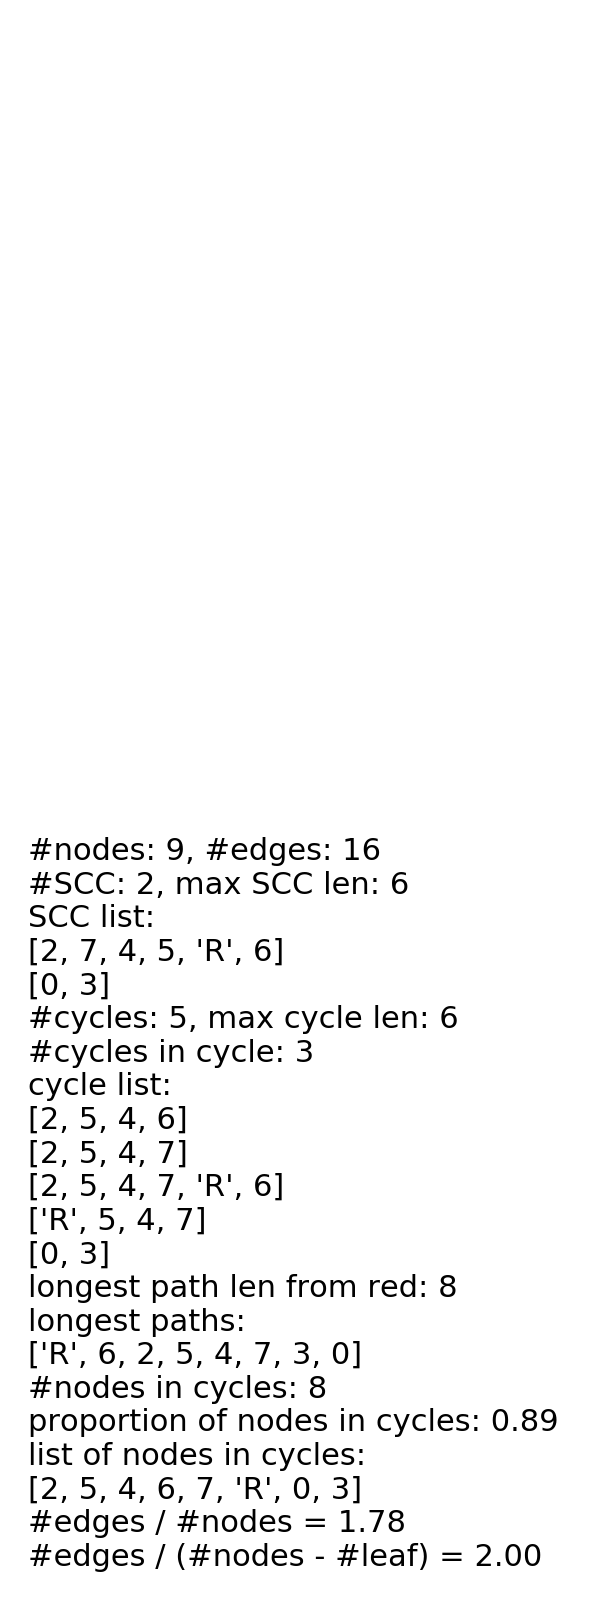 #nodes: 9, #edges: 16
#SCC: 2, max SCC len: 6
SCC list:
[2, 7, 4, 5, 'R', 6]
[0, 3]
#cycles: 5, max cycle len: 6
#cycles in cycle: 3
cycle list:
[2, 5, 4, 6]
[2, 5, 4, 7]
[2, 5, 4, 7, 'R', 6]
['R', 5, 4, 7]
[0, 3]
longest path len from red: 8
longest paths:
['R', 6, 2, 5, 4, 7, 3, 0]
#nodes in cycles: 8
proportion of nodes in cycles: 0.89
list of nodes in cycles:
[2, 5, 4, 6, 7, 'R', 0, 3]
#edges / #nodes = 1.78
#edges / (#nodes - #leaf) = 2.00